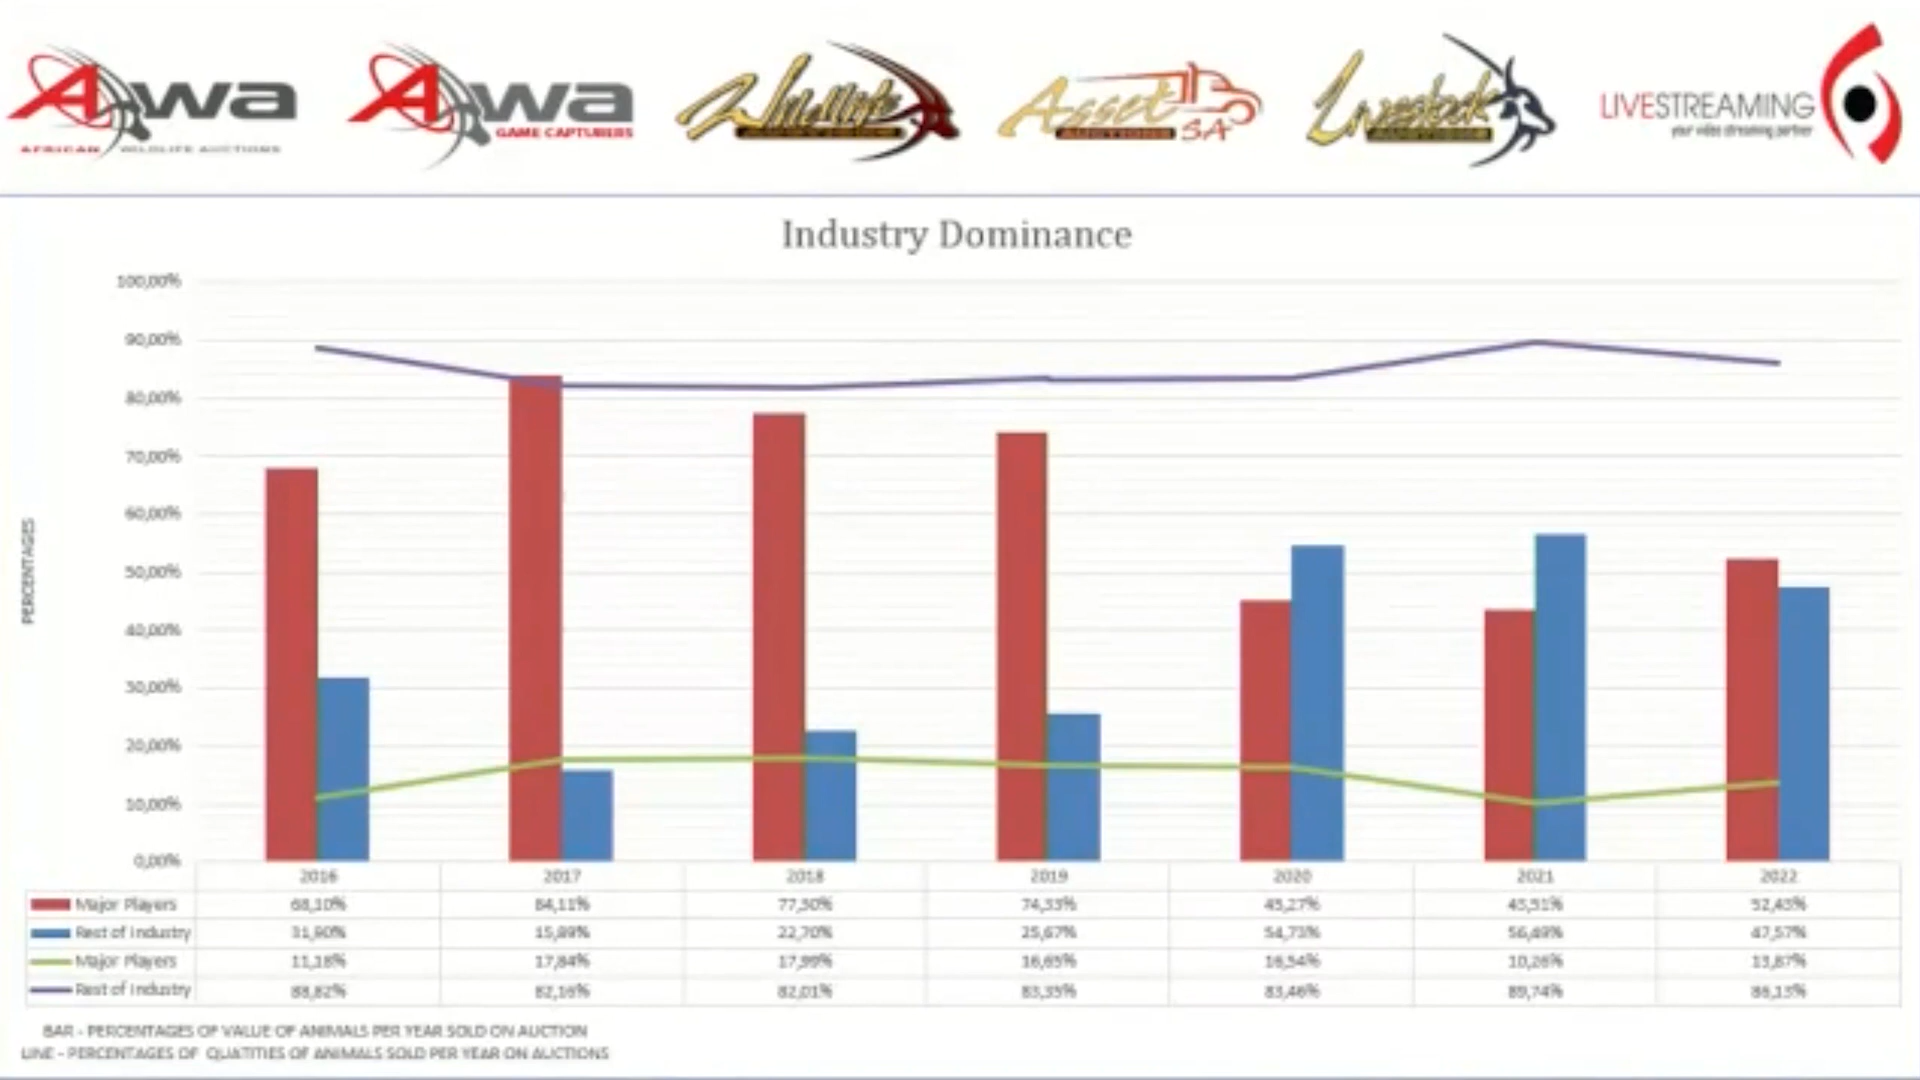 Awa
AFRICAN WILDLIFE AUCTIONS
Awa
GAME CAPTURERS
Wildlife
Asset
AUCTIONS SA
Livestock
AUCTIONS
LIVESTREAMING
your video streaming partner
Industry Dominance
PERCENTAGES
100,00%
90,00%
80,00%
70,00%
60,00%
50,00%
40,00%
30,00%
20,00%
10,00%
0,00%
2016 2017 2018 2019 2020 2021 2022
Major Players 68,10% 84,11% 77,30% 74,33% 45,27% 43,51% 52,43%
Rest of Industry 31,90% 15,89% 22,70% 25,67% 54,73% 56,49% 47,57%
Major Players 11,18% 17,84% 17,99% 16,65% 16,54% 10,26% 13,87%
Rest of Industry 88,82% 82,16% 82,01% 83,35% 83,46% 89,74% 86,13%
BAR - PERCENTAGES OF VALUE OF ANIMALS PER YEAR SOLD ON AUCTION
LINE - PERCENTAGES OF QUATITIES OF ANIMALS SOLD PER YEAR ON AUCTIONS